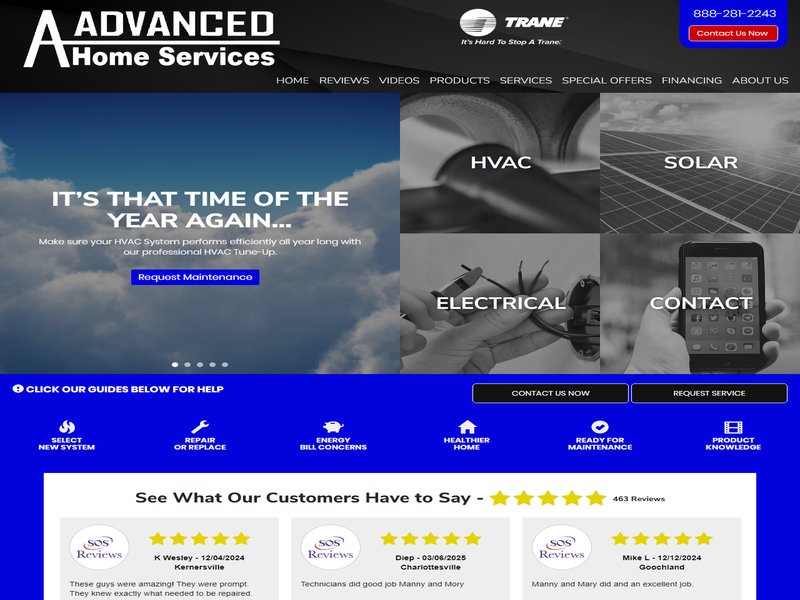 ADVANCED
Home Services
TRANE
It's Hard To Stop A Trane.
888-281-2243
Contact Us Now
HOME REVIEWS VIDEOS PRODUCTS SERVICES SPECIAL OFFERS FINANCING ABOUT US
IT'S THAT TIME OF THE
YEAR AGAIN...
Make sure your HVAC System performs efficiently all year long with
our professional HVAC Tune-Up.
Request Maintenance
HVAC
SOLAR
ELECTRICAL
CONTACT
CLICK OUR GUIDES BELOW FOR HELP
CONTACT US NOW
REQUEST SERVICE
SELECT
NEW SYSTEM
REPAIR
OR REPLACE
ENERGY
BILL CONCERNS
HEALTHIER
HOME
READY FOR
MAINTENANCE
PRODUCT
KNOWLEDGE
See What Our Customers Have to Say - 463 Reviews
SOS
Reviews
K Wesley - 12/04/2024
Kernersville
These guys were amazing! They were prompt.
They knew exactly what needed to be repaired.
SOS
Reviews
Diep - 03/06/2025
Charlottesville
Technicians did good job Manny and Mory
SOS
Reviews
Mike L - 12/12/2024
Goochland
Manny and Mary did and an excellent job.